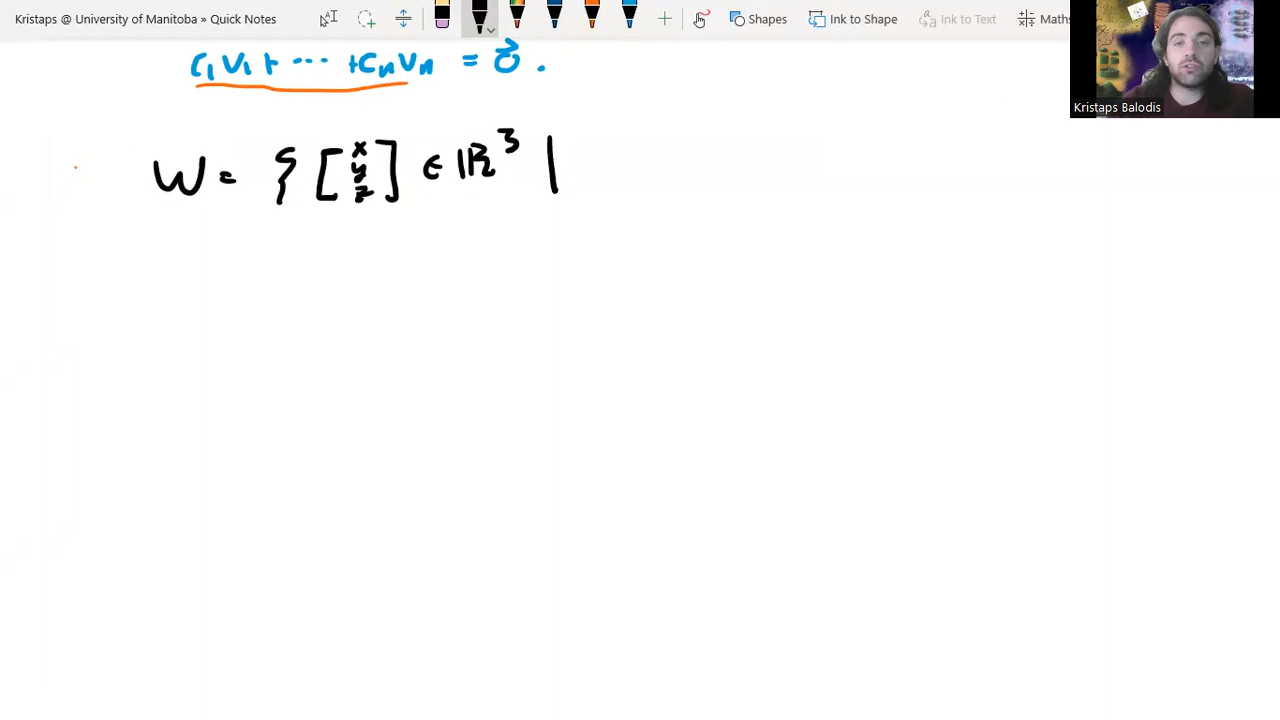 Kristaps @ University of Manitoba » Quick Notes
Shapes Ink to Shape Ink to Text Maths
c₁v₁+ ⋯ +cₙvₙ = 0⃗ .
Kristaps Balodis
W = { [x y z] ∈ ℝ³ |